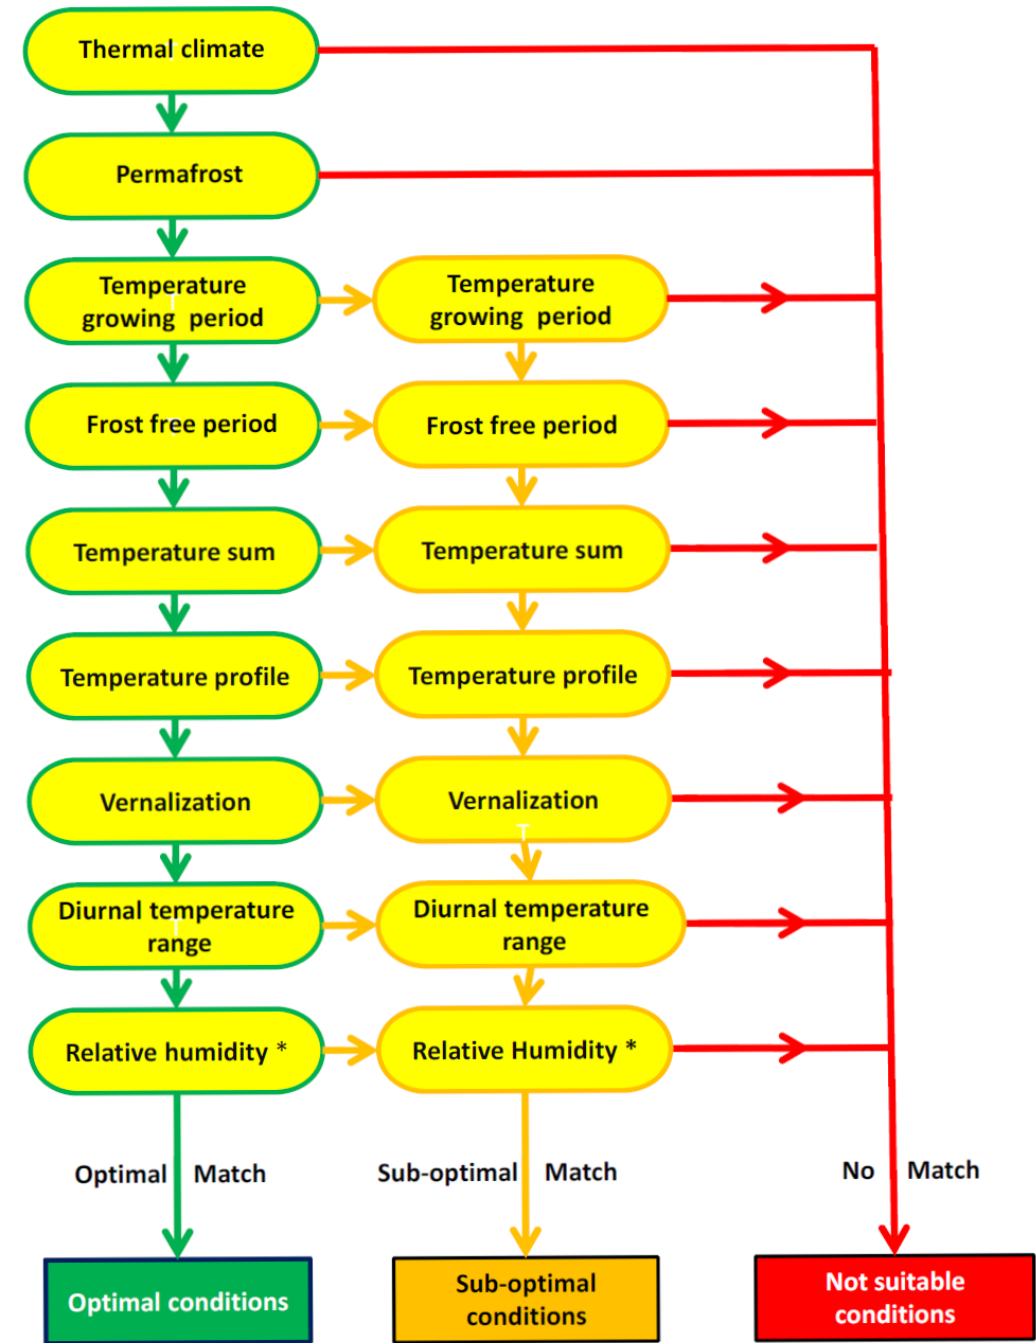 Thermal climate
Permafrost
Temperature
growing period
Temperature
growing period
Frost free period
Frost free period
Temperature sum
Temperature sum
Temperature profile
Temperature profile
Vernalization
Vernalization
T
Diurnal temperature
range
Diurnal temperature
range
Relative humidity *
Relative Humidity *
Optimal Match
Sub-optimal Match
No Match
Optimal conditions
Sub-optimal
conditions
Not suitable
conditions